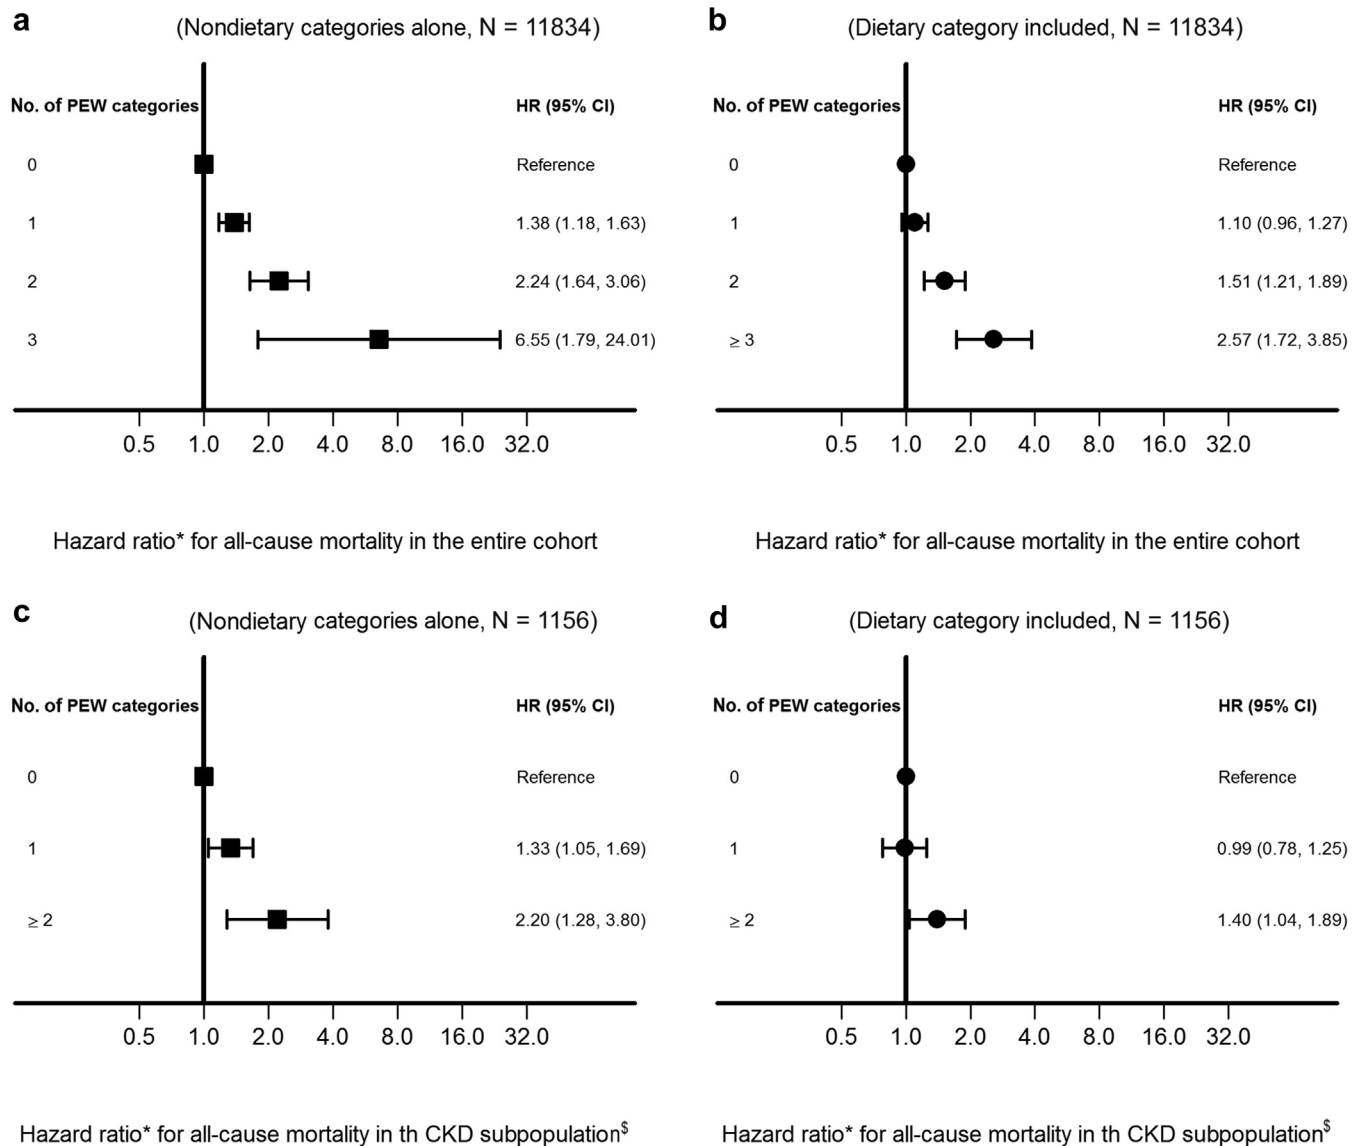 a
(Nondietary categories alone, N = 11834)
No. of PEW categories HR (95% CI)
0 Reference
1 1.38 (1.18, 1.63)
2 2.24 (1.64, 3.06)
3 6.55 (1.79, 24.01)
0.5 1.0 2.0 4.0 8.0 16.0 32.0
Hazard ratio* for all-cause mortality in the entire cohort
b
(Dietary category included, N = 11834)
No. of PEW categories HR (95% CI)
0 Reference
1 1.10 (0.96, 1.27)
2 1.51 (1.21, 1.89)
≥ 3 2.57 (1.72, 3.85)
0.5 1.0 2.0 4.0 8.0 16.0 32.0
Hazard ratio* for all-cause mortality in the entire cohort
c
(Nondietary categories alone, N = 1156)
No. of PEW categories HR (95% CI)
0 Reference
1 1.33 (1.05, 1.69)
≥ 2 2.20 (1.28, 3.80)
0.5 1.0 2.0 4.0 8.0 16.0 32.0
Hazard ratio* for all-cause mortality in th CKD subpopulation$
d
(Dietary category included, N = 1156)
No. of PEW categories HR (95% CI)
0 Reference
1 0.99 (0.78, 1.25)
≥ 2 1.40 (1.04, 1.89)
0.5 1.0 2.0 4.0 8.0 16.0 32.0
Hazard ratio* for all-cause mortality in th CKD subpopulation$